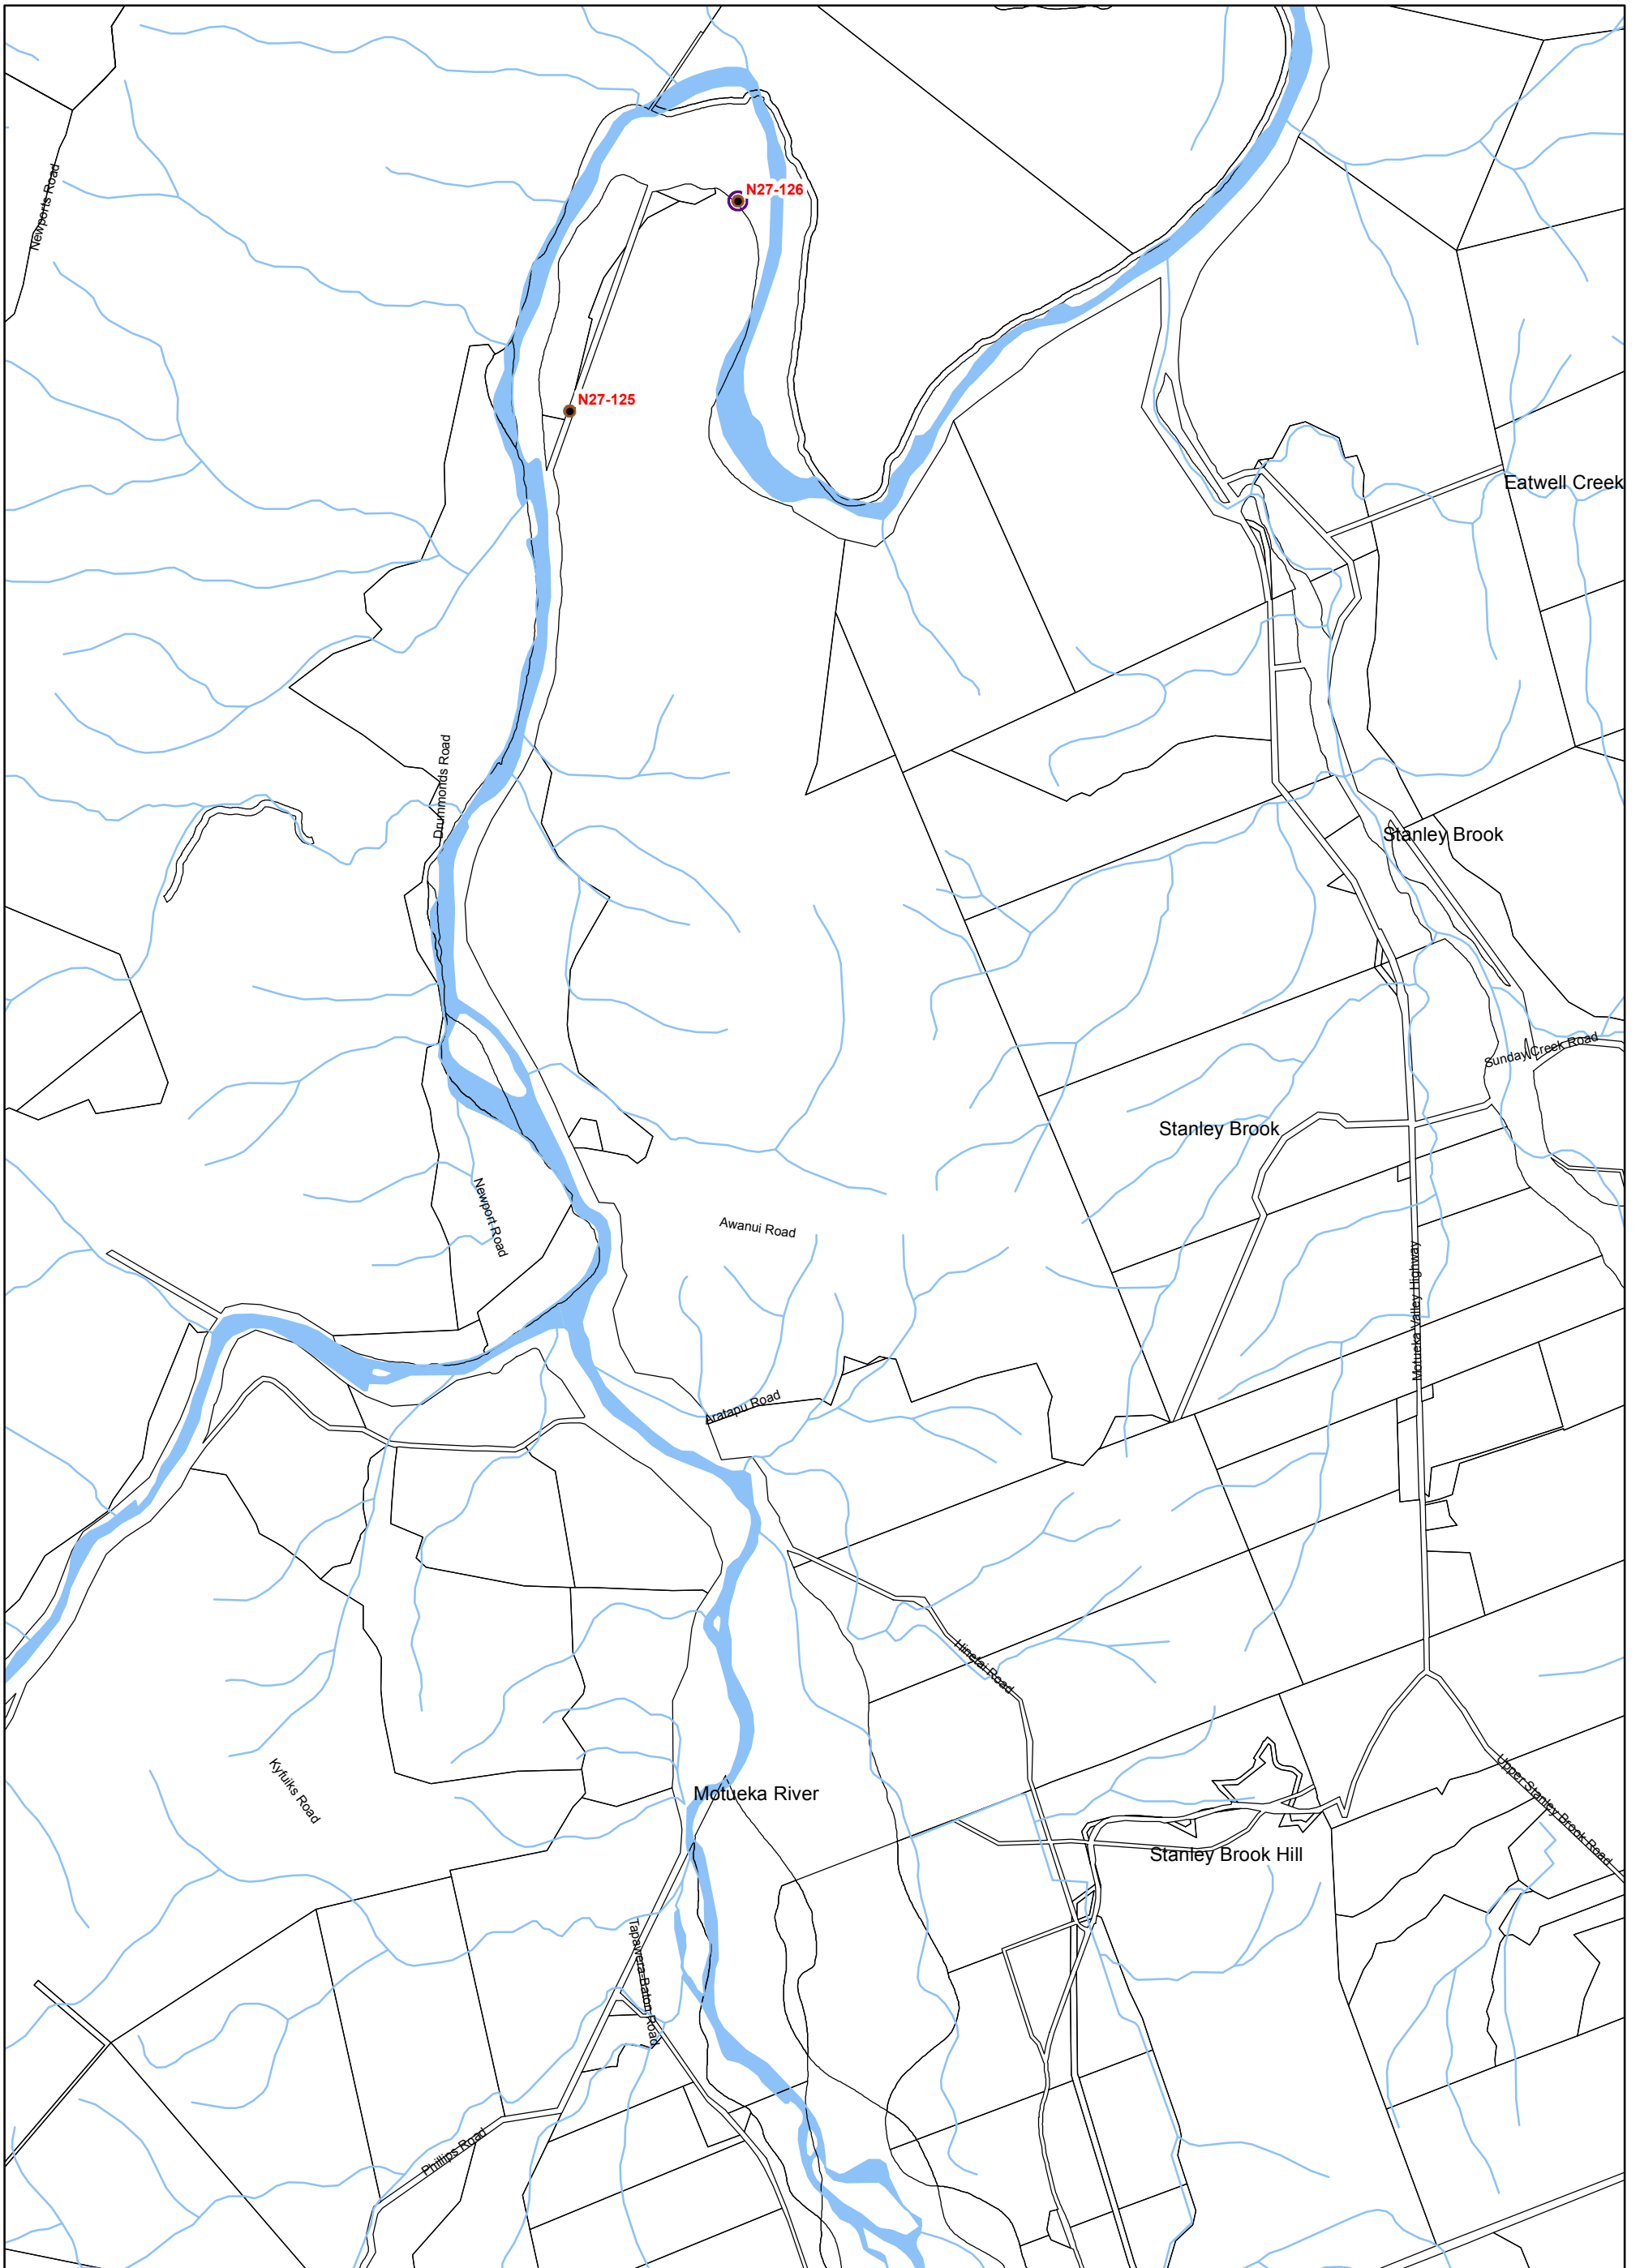 N27-126
Newports Road
N27-125
Eatwell Creek
Drummonds Road
Stanley Brook
Sunday Creek Road
Stanley Brook
Newport Road
Awanui Road
Motueka Valley Highway
Aratapu Road
Hinetai Road
Kyfuiks Road
Motueka River
Upper Stanley Brook Road
Stanley Brook Hill
Tapawera-Baton Road
Phillips Road